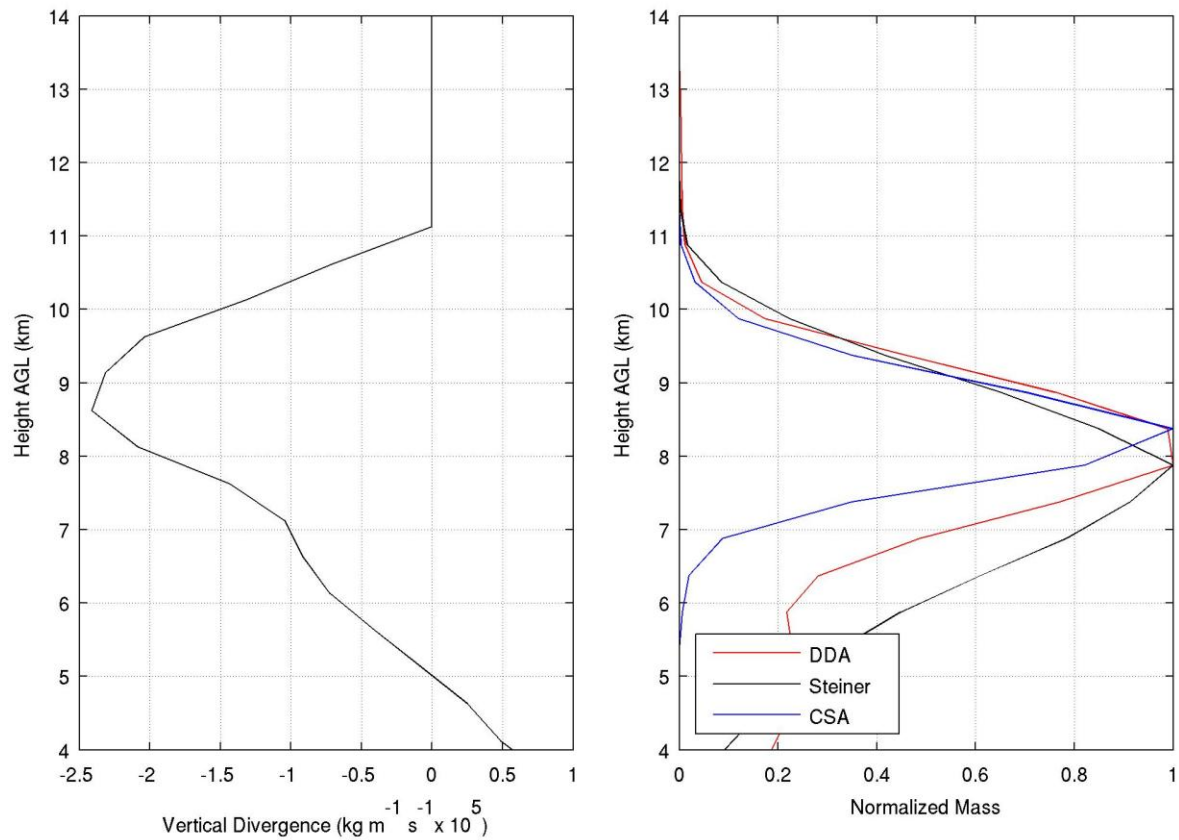 14
13
12
11
10
9
8
7
6
5
4
Height AGL (km)
-2.5 -2 -1.5 -1 -0.5 0 0.5 1
Vertical Divergence (kg m⁻¹ s⁻¹ x 10⁵)
14
13
12
11
10
9
8
7
6
5
4
Height AGL (km)
DDA
Steiner
CSA
0 0.2 0.4 0.6 0.8 1
Normalized Mass